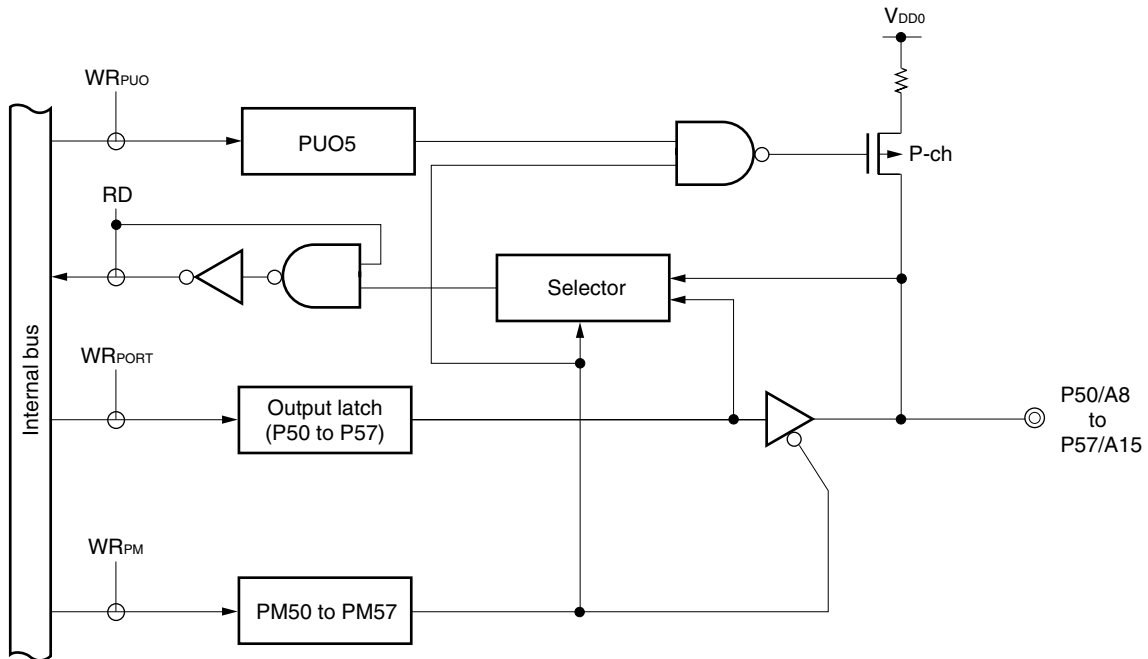 VDD0
WRPUO
PUO5
P-ch
RD
Selector
Internal bus
WRPORT
Output latch
(P50 to P57)
P50/A8
to
P57/A15
WRPM
PM50 to PM57